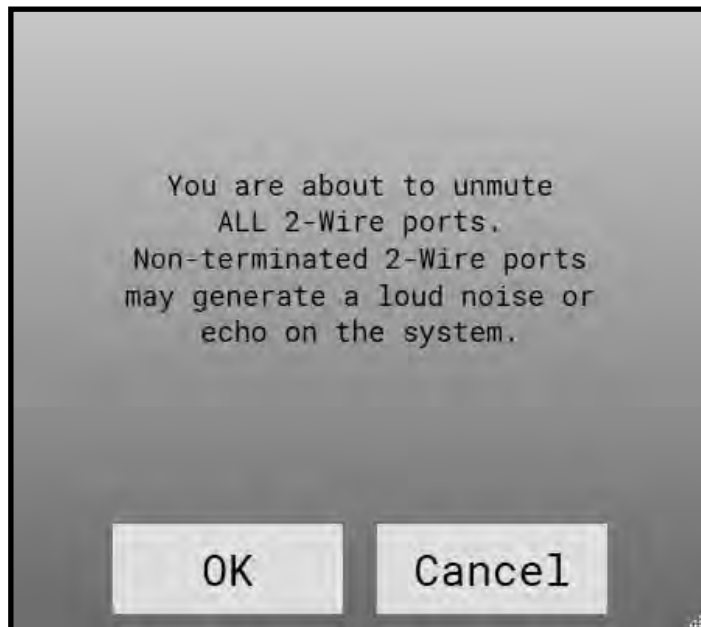 You are about to unmute
ALL 2-Wire ports.
Non-terminated 2-Wire ports
may generate a loud noise or
echo on the system.
OK
Cancel